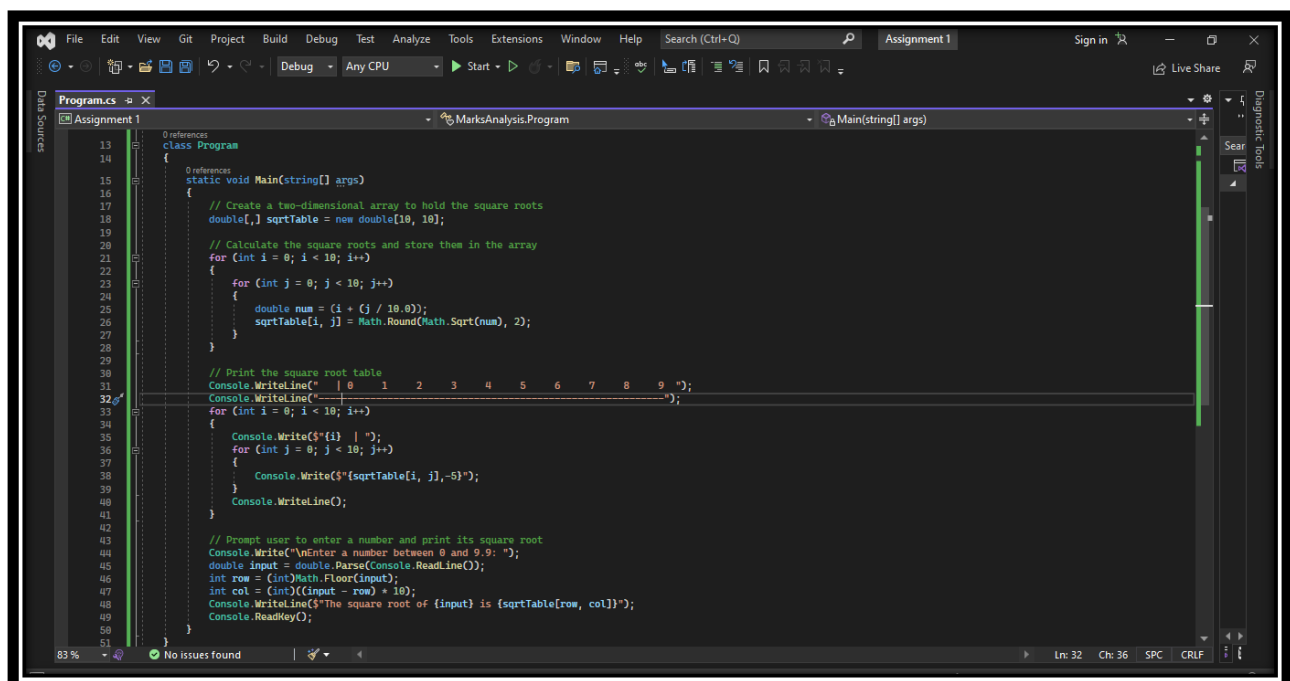 File Edit View Git Project Build Debug Test Analyze Tools Extensions Window Help Search (Ctrl+Q) Assignment 1 Sign in
Debug Any CPU Start Live Share
Data Sources
Program.cs
Diagnostic Tools
Assignment 1 MarksAnalysis.Program Main(string[] args)
Sear
0 references
13 class Program
14 {
0 references
15 static void Main(string[] args)
16 {
17 // Create a two-dimensional array to hold the square roots
18 double[,] sqrtTable = new double[10, 10];
19
20 // Calculate the square roots and store them in the array
21 for (int i = 0; i < 10; i++)
22 {
23 for (int j = 0; j < 10; j++)
24 {
25 double num = (i + (j / 10.0));
26 sqrtTable[i, j] = Math.Round(Math.Sqrt(num), 2);
27 }
28 }
29
30 // Print the square root table
31 Console.WriteLine("   | 0    1    2    3    4    5    6    7    8    9 ");
32 Console.WriteLine("---+--------------------------------------------------------");
33 for (int i = 0; i < 10; i++)
34 {
35 Console.Write($"{i}  | ");
36 for (int j = 0; j < 10; j++)
37 {
38 Console.Write($"{sqrtTable[i, j],-5}");
39 }
40 Console.WriteLine();
41 }
42
43 // Prompt user to enter a number and print its square root
44 Console.Write("\nEnter a number between 0 and 9.9: ");
45 double input = double.Parse(Console.ReadLine());
46 int row = (int)Math.Floor(input);
47 int col = (int)((input - row) * 10);
48 Console.WriteLine($"The square root of {input} is {sqrtTable[row, col]}");
49 Console.ReadKey();
50 }
51 }
83 % No issues found Ln: 32 Ch: 36 SPC CRLF